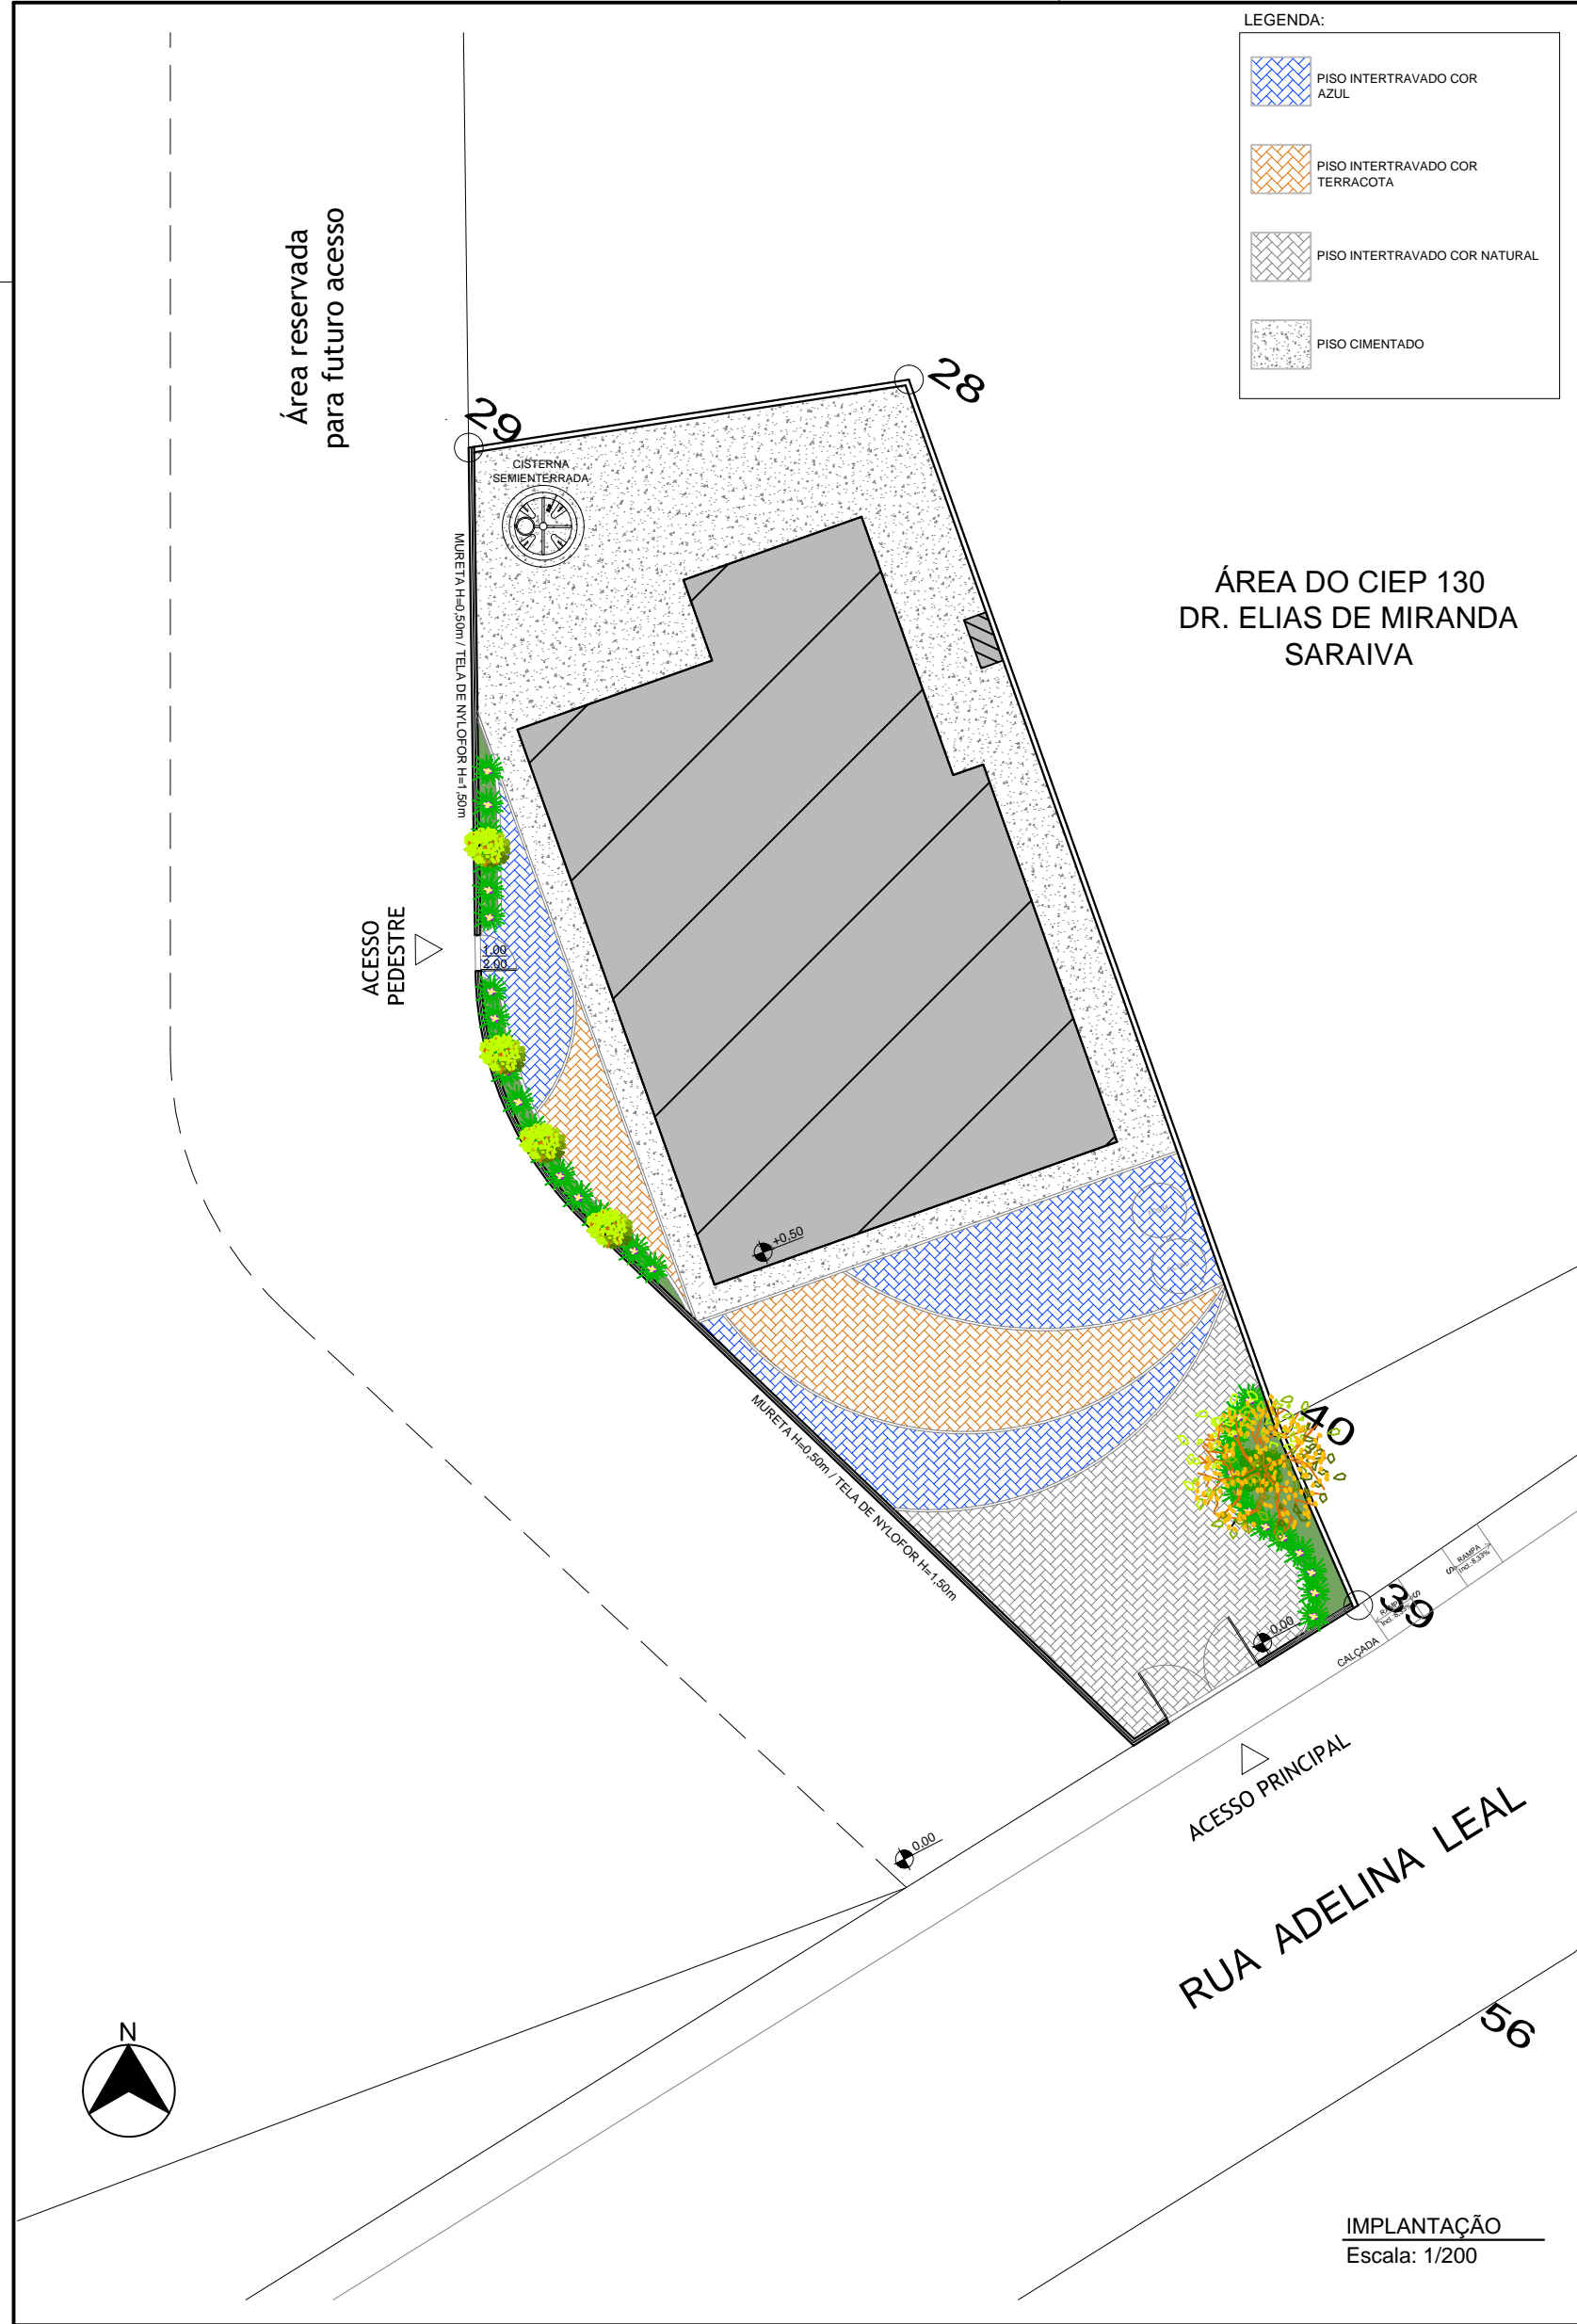 LEGENDA:
PISO INTERTRAVADO COR
AZUL
PISO INTERTRAVADO COR
TERRACOTA
PISO INTERTRAVADO COR NATURAL
PISO CIMENTADO
Área reservada
para futuro acesso
29
28
CISTERNA
SEMIENTERRADA
MURETA H=0,50m / TELA DE NYLOFOR H=1,50m
ÁREA DO CIEP 130
DR. ELIAS DE MIRANDA
SARAIVA
ACESSO
PEDESTRE
1.00
2.00
+0,50
MURETA H=0,50m / TELA DE NYLOFOR H=1,50m
40
39
S
RAMPA
Incl.:8,33%
S
CALÇADA
0,00
ACESSO PRINCIPAL
0,00
RUA ADELINA LEAL
56
N
IMPLANTAÇÃO
Escala: 1/200